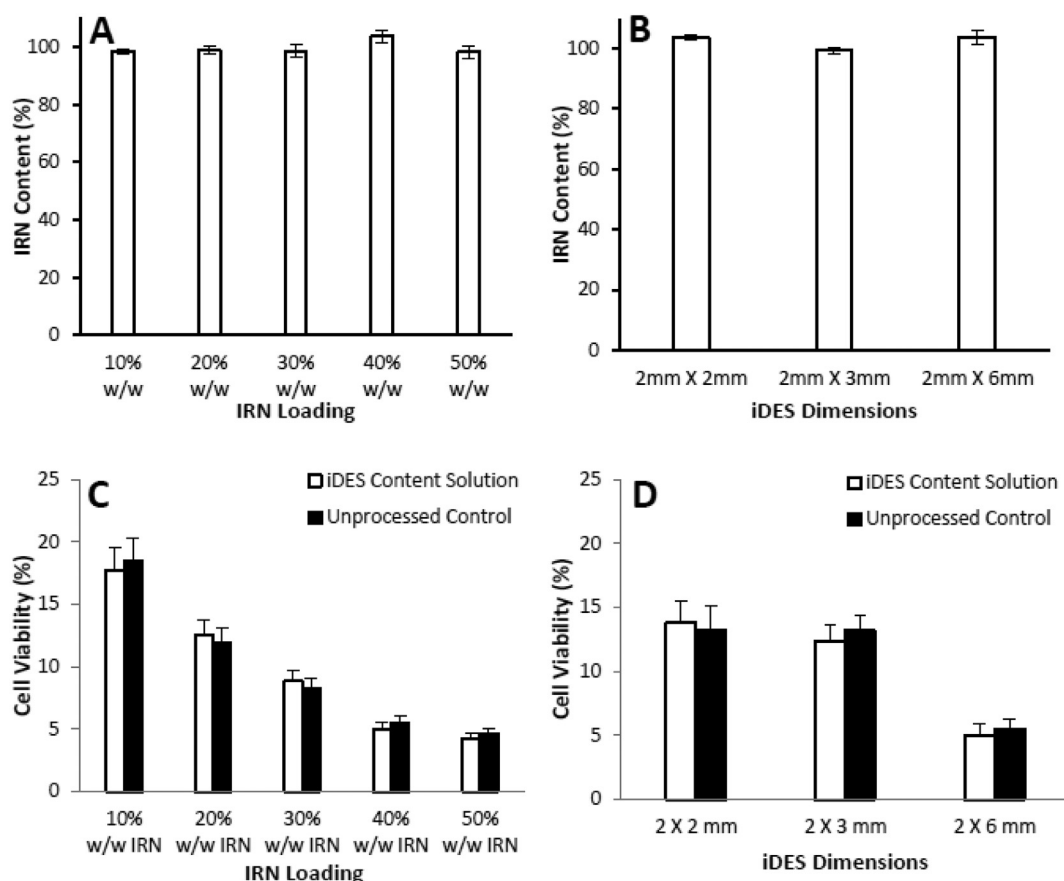 A
IRN Content (%)
100
80
60
40
20
0
10% 20% 30% 40% 50%
w/w w/w w/w w/w w/w
IRN Loading
B
IRN Content (%)
100
80
60
40
20
0
2mm X 2mm 2mm X 3mm 2mm X 6mm
iDES Dimensions
C
iDES Content Solution
Unprocessed Control
Cell Viability (%)
25
20
15
10
5
0
10% 20% 30% 40% 50%
w/w IRN w/w IRN w/w IRN w/w IRN w/w IRN
IRN Loading
D
iDES Content Solution
Unprocessed Control
Cell Viability (%)
25
20
15
10
5
0
2 X 2 mm 2 X 3 mm 2 X 6 mm
iDES Dimensions